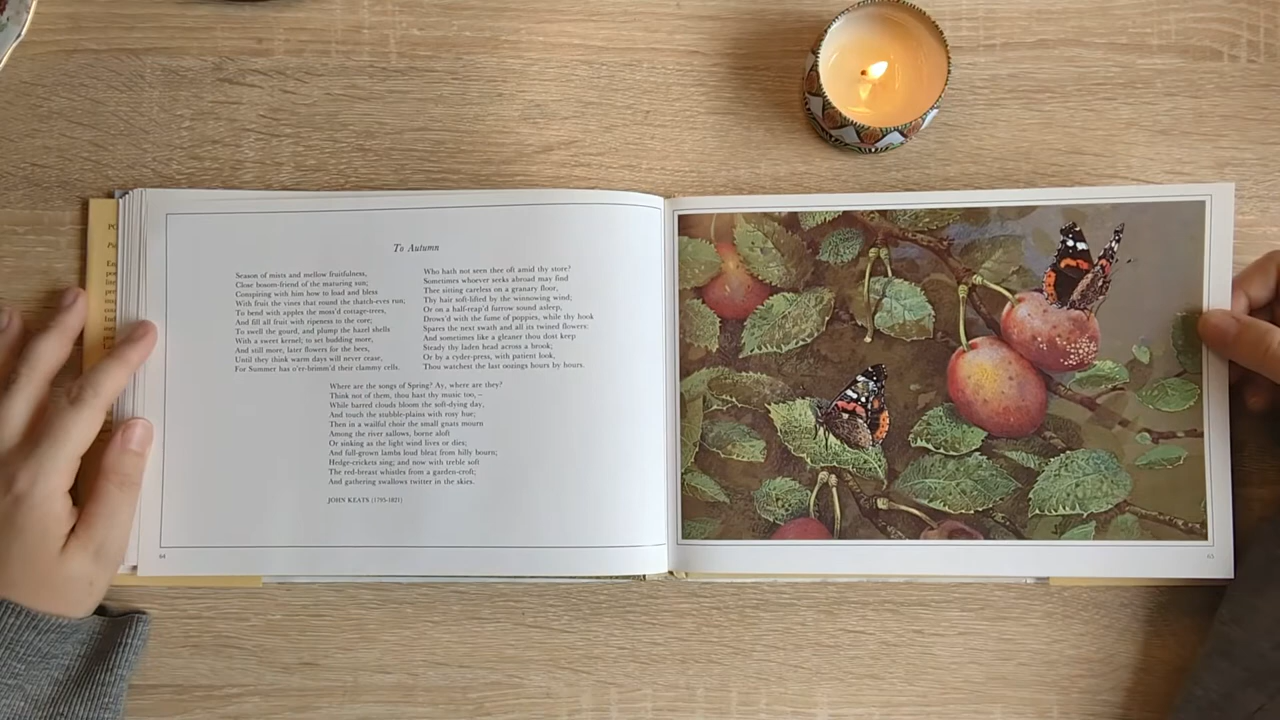 To Autumn
Season of mists and mellow fruitfulness,
Close bosom-friend of the maturing sun;
Conspiring with him how to load and bless
With fruit the vines that round the thatch-eves run;
To bend with apples the moss'd cottage-trees,
And fill all fruit with ripeness to the core;
To swell the gourd, and plump the hazel shells
With a sweet kernel; to set budding more,
And still more, later flowers for the bees,
Until they think warm days will never cease,
For Summer has o'er-brimm'd their clammy cells.
Who hath not seen thee oft amid thy store?
Sometimes whoever seeks abroad may find
Thee sitting careless on a granary floor,
Thy hair soft-lifted by the winnowing wind;
Or on a half-reap'd furrow sound asleep,
Drows'd with the fume of poppies, while thy hook
Spares the next swath and all its twined flowers;
And sometimes like a gleaner thou dost keep
Steady thy laden head across a brook;
Or by a cyder-press, with patient look,
Thou watchest the last oozings hours by hours.
Where are the songs of Spring? Ay, where are they?
Think not of them, thou hast thy music too, –
While barred clouds bloom the soft-dying day,
And touch the stubble-plains with rosy hue;
Then in a wailful choir the small gnats mourn
Among the river sallows, borne aloft
Or sinking as the light wind lives or dies;
And full-grown lambs loud bleat from hilly bourn;
Hedge-crickets sing; and now with treble soft
The red-breast whistles from a garden-croft;
And gathering swallows twitter in the skies.
JOHN KEATS (1795-1821)
64
65